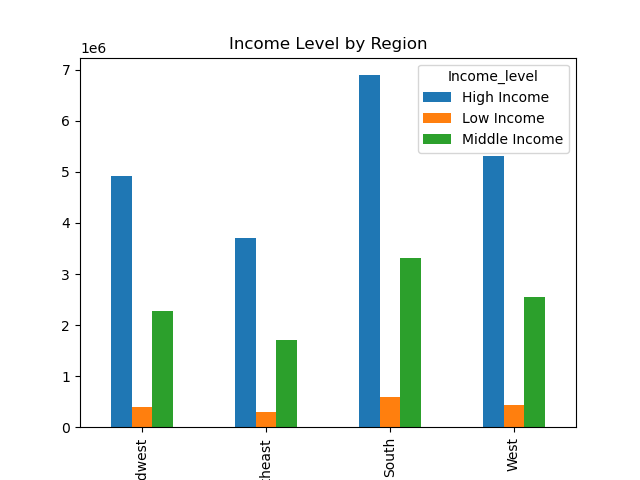 Income Level by Region
1e6
Income_level
High Income
Low Income
Middle Income
7
6
5
4
3
2
1
0
dwest
theast
South
West